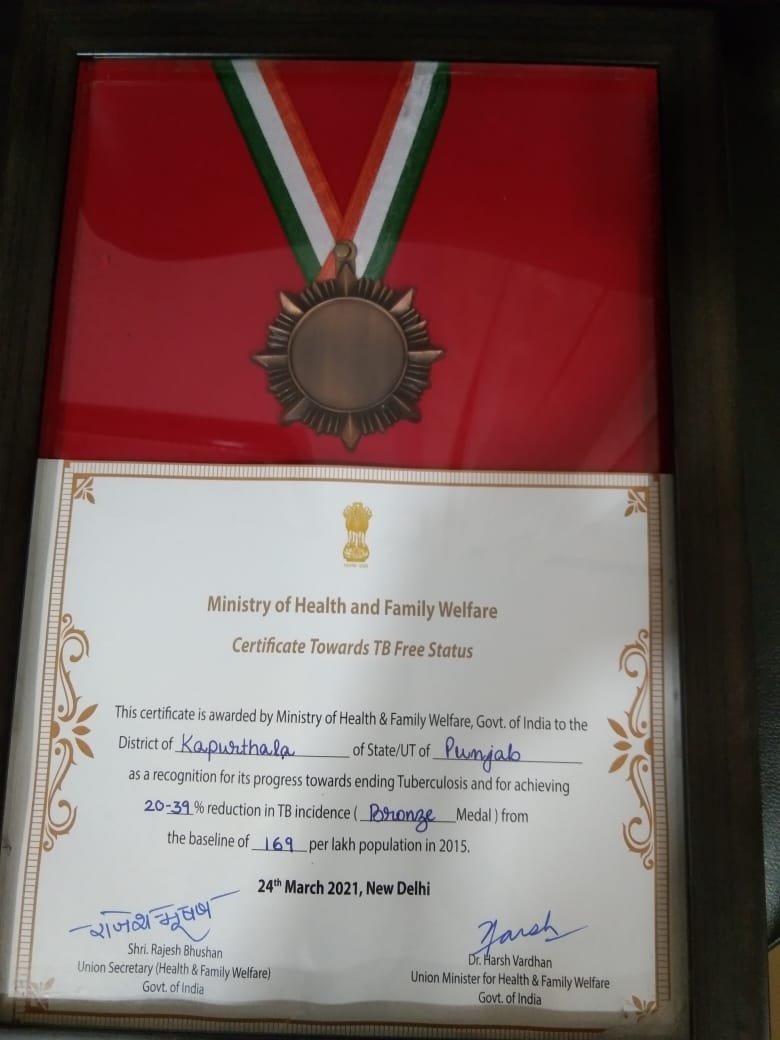 Ministry of Health and Family Welfare
Certificate Towards TB Free Status
This certificate is awarded by Ministry of Health & Family Welfare, Govt. of India to the
District of Kapurthala of State/UT of Punjab
as a recognition for its progress towards ending Tuberculosis and for achieving
20-39 % reduction in TB incidence ( Bronze Medal ) from
the baseline of 169 per lakh population in 2015.
24th March 2021, New Delhi
राजेश भूषण
Shri. Rajesh Bhushan
Union Secretary (Health & Family Welfare)
Govt. of India
Harsh
Dr. Harsh Vardhan
Union Minister for Health & Family Welfare
Govt. of India